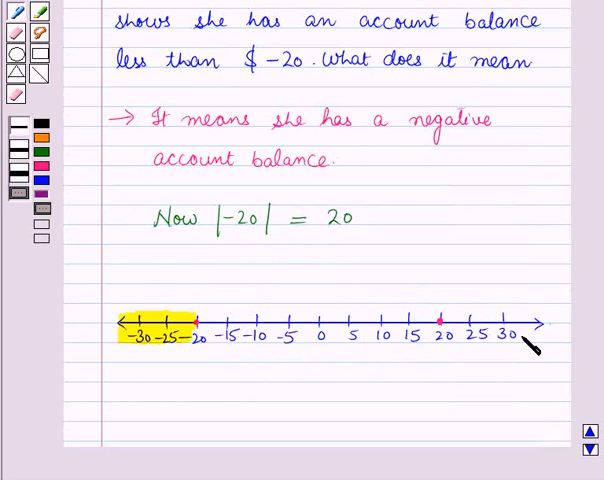 shows she has an account balance
less than $ -20. What does it mean
→ It means she has a negative
account balance.
Now |-20| = 20
-30 -25 -20 -15 -10 -5 0 5 10 15 20 25 30